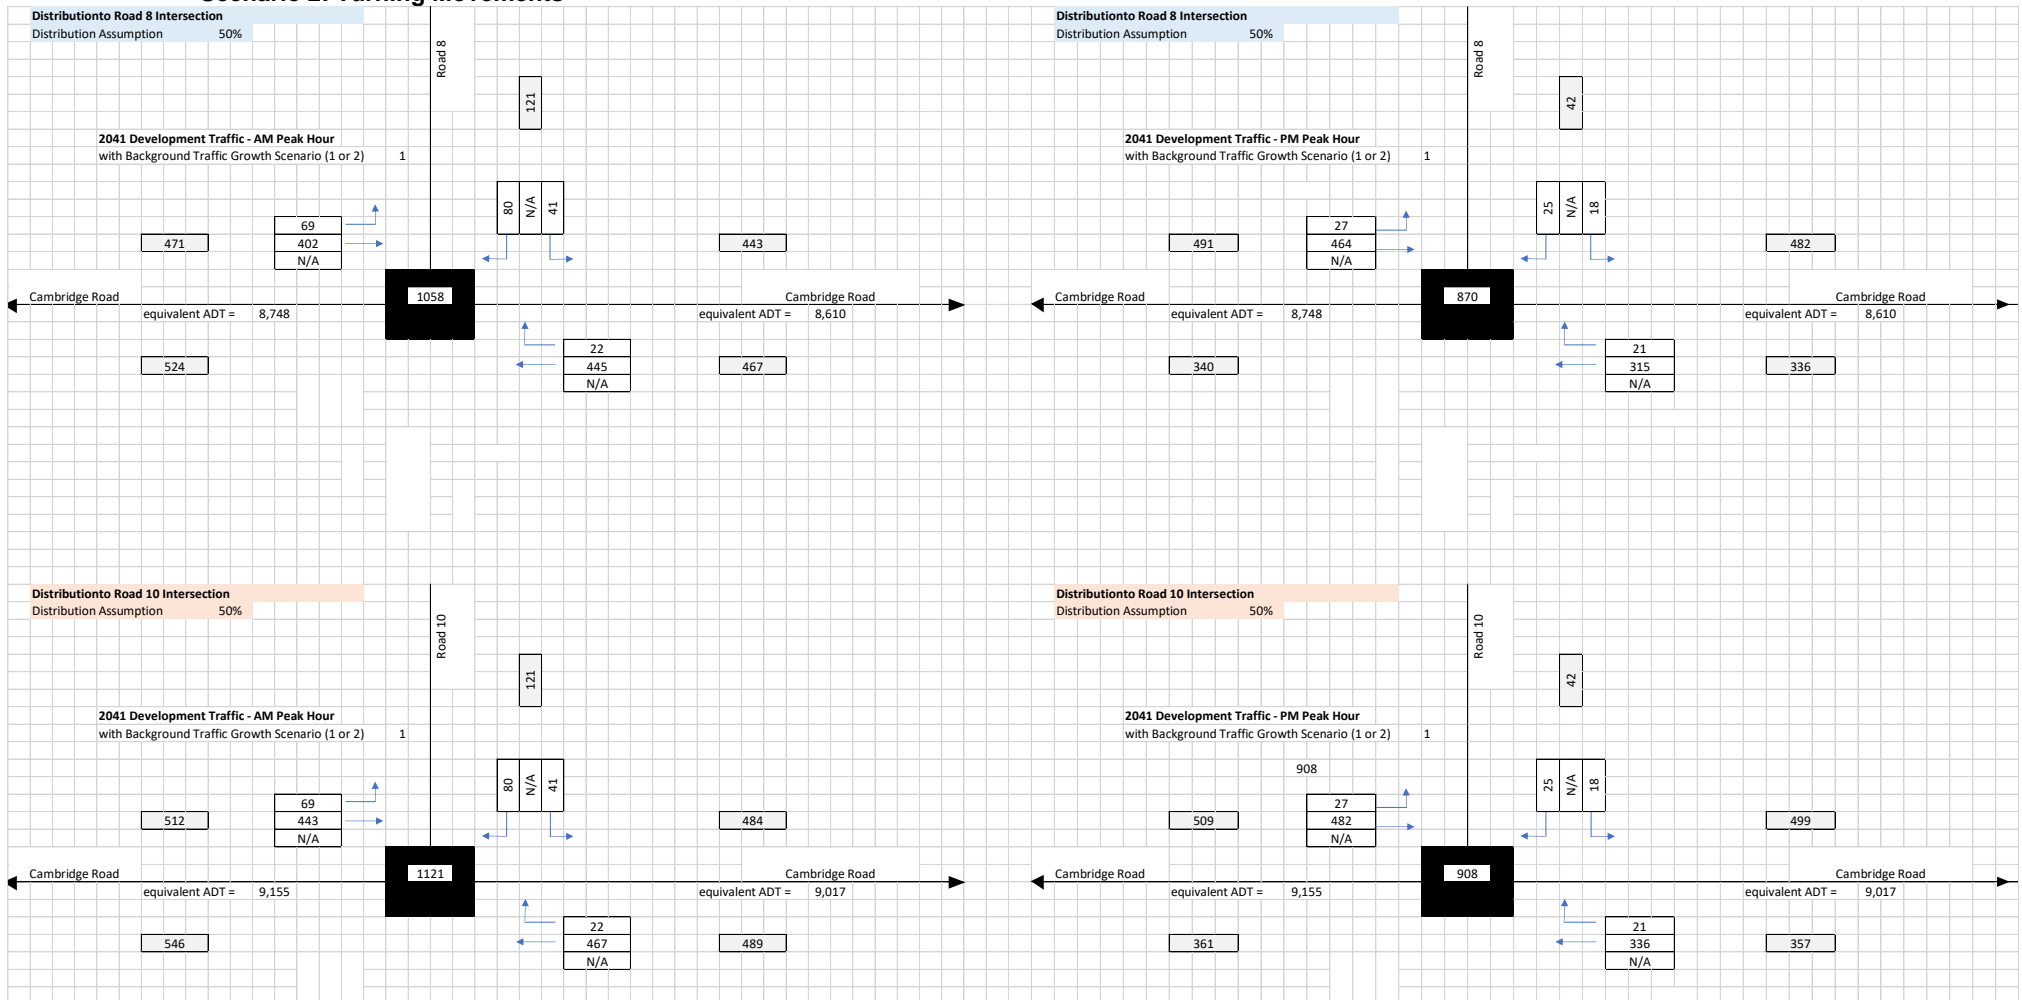 Distributionto Road 8 Intersection
Distribution Assumption 50%
Road 8
121
2041 Development Traffic - AM Peak Hour
with Background Traffic Growth Scenario (1 or 2) 1
80 N/A 41
69
471 402 443
N/A
1058
Cambridge Road Cambridge Road
equivalent ADT = 8,748 equivalent ADT = 8,610
22
524 445 467
N/A
Distributionto Road 8 Intersection
Distribution Assumption 50%
Road 8
42
2041 Development Traffic - PM Peak Hour
with Background Traffic Growth Scenario (1 or 2) 1
25 N/A 18
27
491 464 482
N/A
870
Cambridge Road Cambridge Road
equivalent ADT = 8,748 equivalent ADT = 8,610
21
340 315 336
N/A
Distributionto Road 10 Intersection
Distribution Assumption 50%
Road 10
121
2041 Development Traffic - AM Peak Hour
with Background Traffic Growth Scenario (1 or 2) 1
80 N/A 41
69
512 443 484
N/A
1121
Cambridge Road Cambridge Road
equivalent ADT = 9,155 equivalent ADT = 9,017
22
546 467 489
N/A
Distributionto Road 10 Intersection
Distribution Assumption 50%
Road 10
42
2041 Development Traffic - PM Peak Hour
with Background Traffic Growth Scenario (1 or 2) 1
908
25 N/A 18
27
509 482 499
N/A
908
Cambridge Road Cambridge Road
equivalent ADT = 9,155 equivalent ADT = 9,017
21
361 336 357
N/A